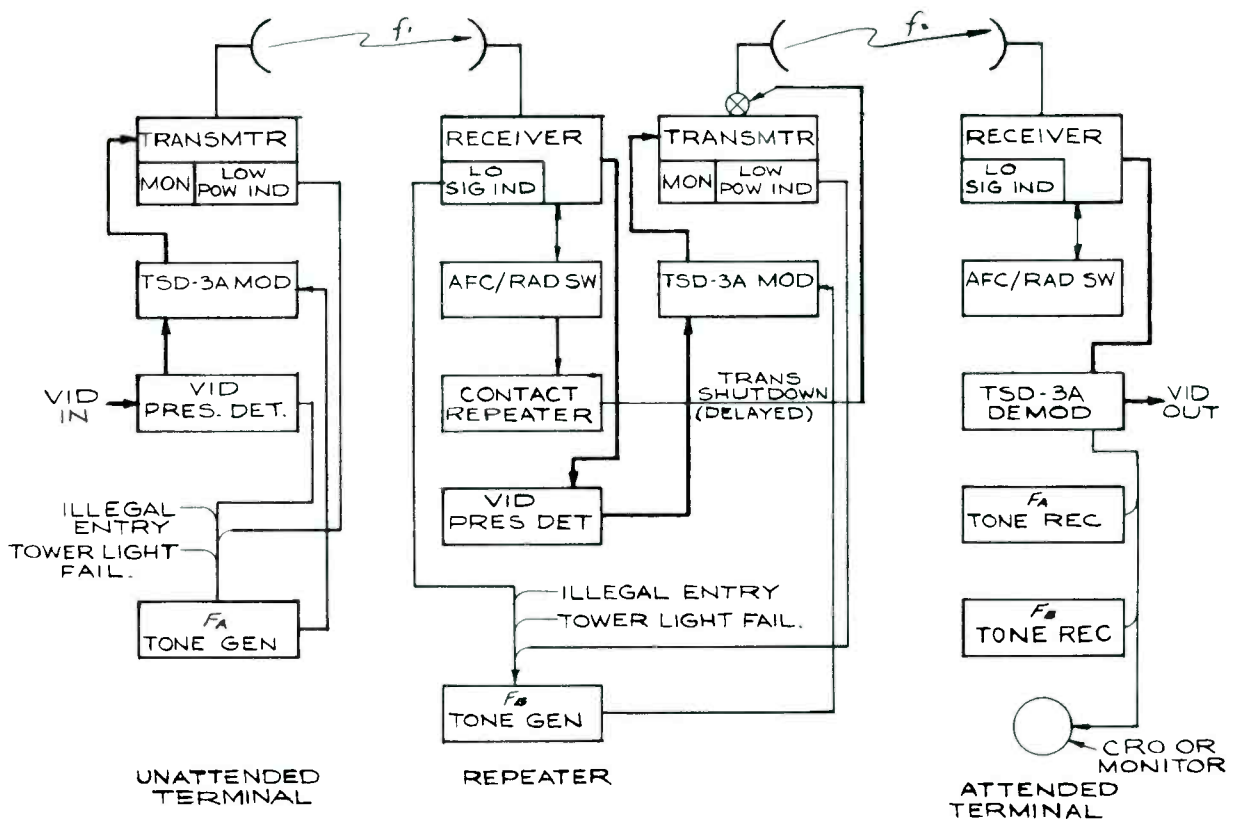 f₁
f₂
TRANSMTR
MON
LOW
POW IND
TSD-3A MOD
VID
IN
VID
PRES. DET.
ILLEGAL
ENTRY
TOWER LIGHT
FAIL.
FA
TONE GEN
UNATTENDED
TERMINAL
RECEIVER
LO
SIG IND
AFC/RAD SW
CONTACT
REPEATER
VID
PRES DET
TRANSMTR
MON
LOW
POW IND
TSD-3A MOD
TRANS
SHUTDOWN
(DELAYED)
ILLEGAL ENTRY
TOWER LIGHT FAIL.
FB
TONE GEN
REPEATER
RECEIVER
LO
SIG IND
AFC/RAD SW
TSD-3A
DEMOD
VID
OUT
FA
TONE REC
FB
TONE REC
CRO OR
MONITOR
ATTENDED
TERMINAL